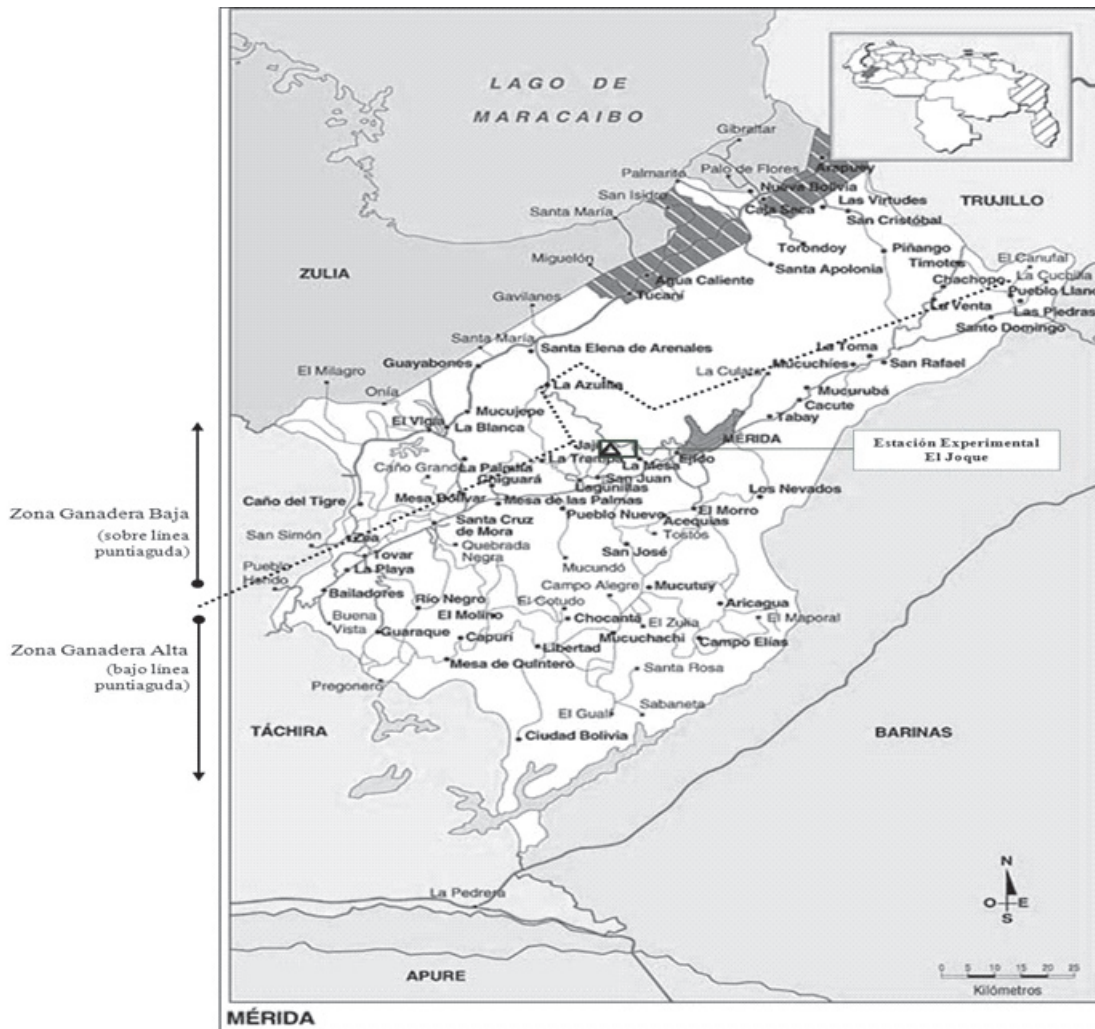 LAGO DE
MARACAIBO
Gibraltar
Palo de Flores
Arapuey
Palmarito
Nueva Bolivia
San Isidro
Caja Seca
Las Virtudes
TRUJILLO
Santa María
San Cristóbal
Torondoy
Piñango
El Canufal
ZULIA
Miguelón
Santa Apolonia
Timotes
La Cuchilla
Agua Caliente
Chachopo
Pueblo Llano
Gavilanes
Tucaní
La Venta
Las Piedras
Santo Domingo
Santa María
Santa Elena de Arenales
La Toma
Guayabones
La Culata
Mucuchíes
San Rafael
El Milagro
La Azulita
Onía
Mucurubá
Mucujepe
Cacute
El Vigía
La Blanca
Tabay
Jají
MÉRIDA
Estación Experimental
El Joque
La Trampa
La Mesa
Ejido
Caño Grande
La Palmita
San Juan
Chiguará
Lagunillas
Los Nevados
Caño del Tigre
Mesa Bolívar
Mesa de las Palmas
El Morro
Zona Ganadera Baja
(sobre línea
puntiaguda)
Santa Cruz
de Mora
Pueblo Nuevo
Acequias
San Simón
Zea
Quebrada
Negra
Tostós
Tovar
San José
Pueblo
Hondo
La Playa
Mucundó
Bailadores
Campo Alegre
Mucutuy
Río Negro
El Cotudo
Aricagua
Buena
Vista
El Molino
Chocantá
El Zulia
El Maporal
Guaraque
Capurí
Mucuchachi
Campo Elías
Zona Ganadera Alta
(bajo línea
puntiaguda)
Libertad
Mesa de Quintero
Santa Rosa
Pregonero
El Gualí
Sabaneta
TÁCHIRA
Ciudad Bolivia
BARINAS
La Pedrera
N
O E
S
APURE
0 5 10 15 20 25
Kilómetros
MÉRIDA